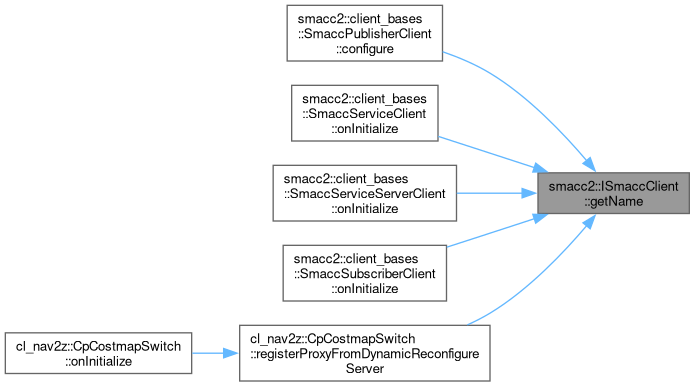 smacc2::client_bases
::SmaccPublisherClient
::configure
smacc2::client_bases
::SmaccServiceClient
::onInitialize
smacc2::client_bases
::SmaccServiceServerClient
::onInitialize
smacc2::ISmaccClient
::getName
smacc2::client_bases
::SmaccSubscriberClient
::onInitialize
cl_nav2z::CpCostmapSwitch
::onInitialize
cl_nav2z::CpCostmapSwitch
::registerProxyFromDynamicReconfigure
Server